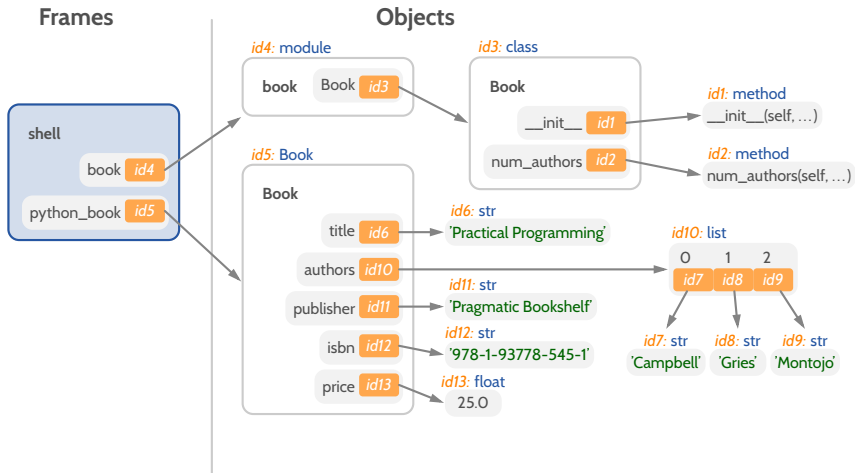 Frames
Objects
id4: module
book
Book id3
id3: class
Book
__init__ id1
num_authors id2
id1: method
__init__(self, …)
id2: method
num_authors(self, …)
shell
book id4
python_book id5
id5: Book
Book
title id6
authors id10
publisher id11
isbn id12
price id13
id6: str
'Practical Programming'
id10: list
0 1 2
id7 id8 id9
id11: str
'Pragmatic Bookshelf'
id12: str
'978-1-93778-545-1'
id13: float
25.0
id7: str
'Campbell'
id8: str
'Gries'
id9: str
'Montojo'